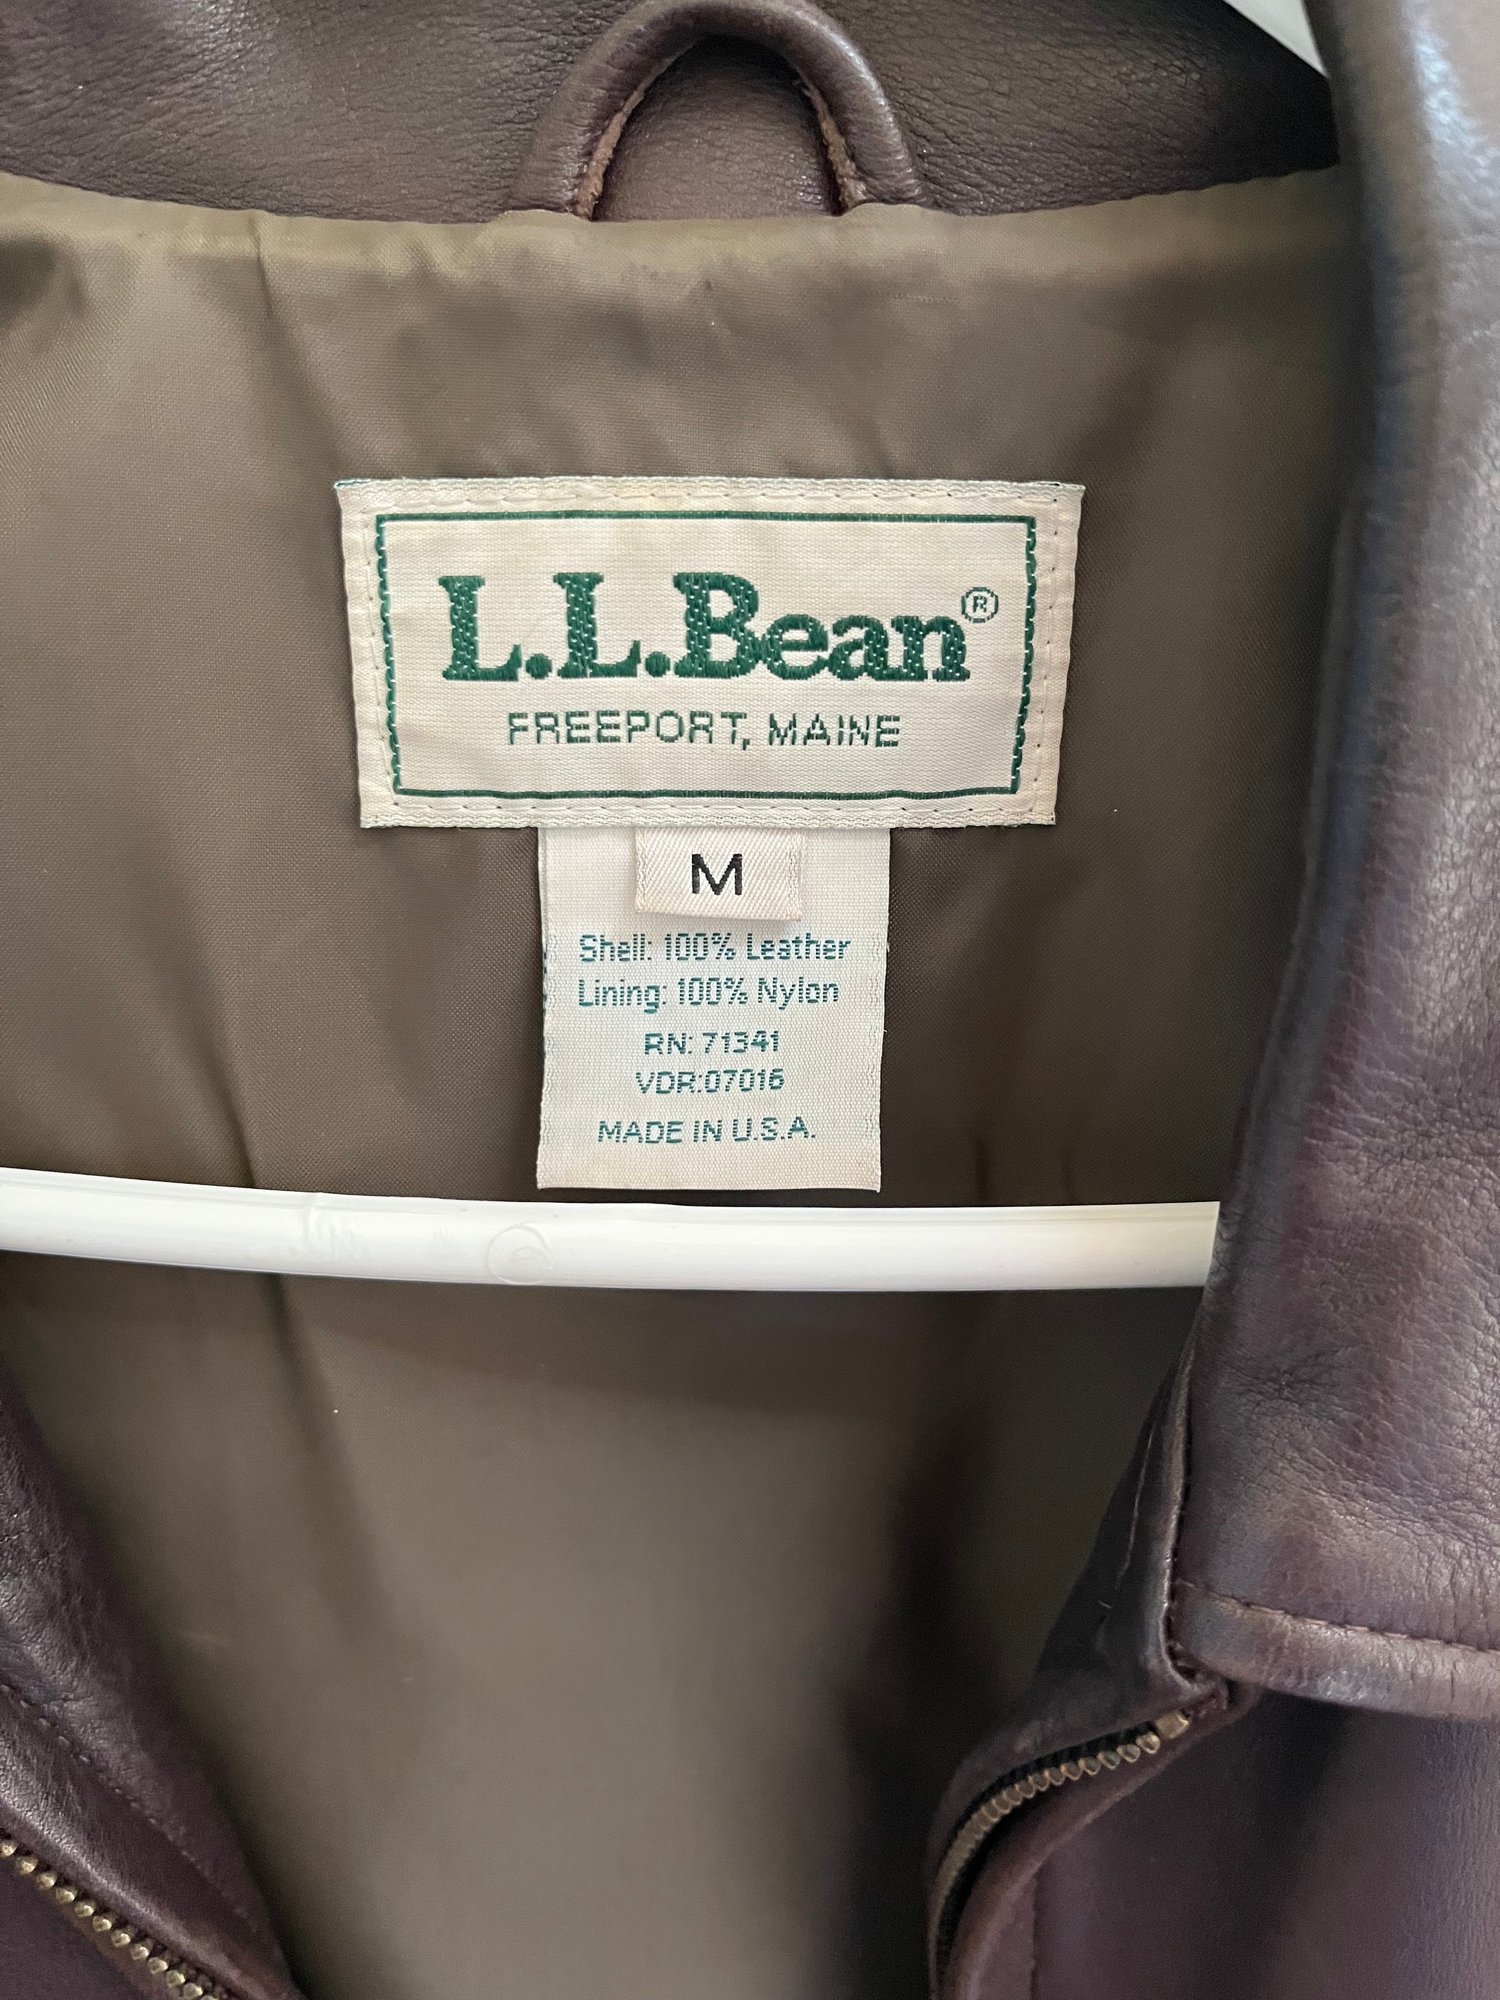 L.L.Bean®
FREEPORT, MAINE
M
Shell: 100% Leather
Lining: 100% Nylon
RN: 71341
VDR:07016
MADE IN U.S.A.